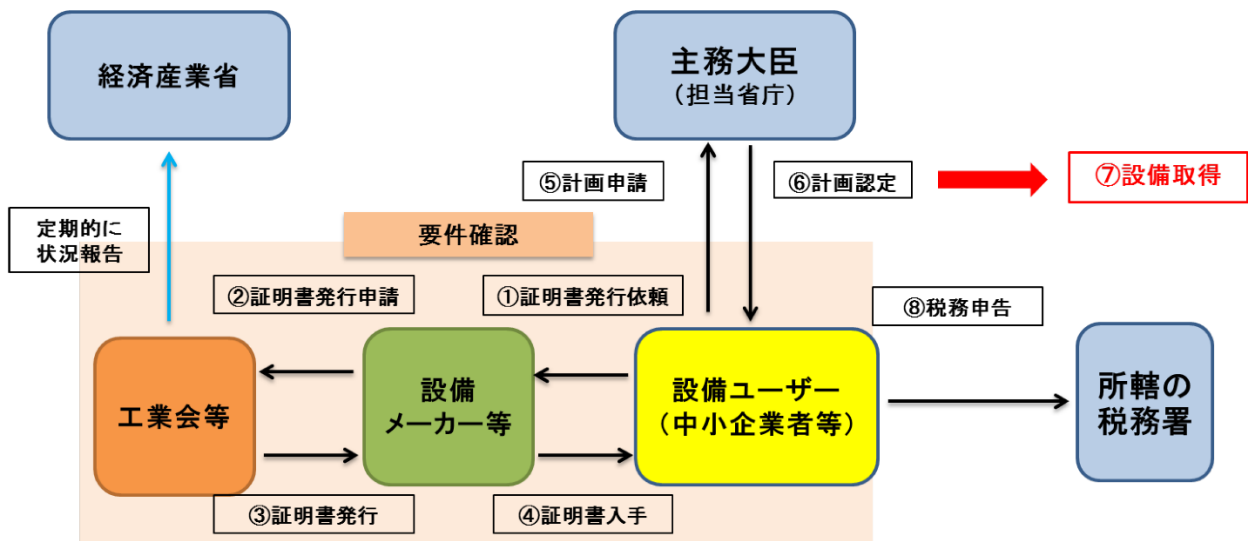 経済産業省
主務大臣
（担当省庁）
⑤計画申請
⑥計画認定
⑦設備取得
定期的に
状況報告
要件確認
②証明書発行申請
①証明書発行依頼
⑧税務申告
工業会等
設備
メーカー等
設備ユーザー
（中小企業者等）
所轄の
税務署
③証明書発行
④証明書入手